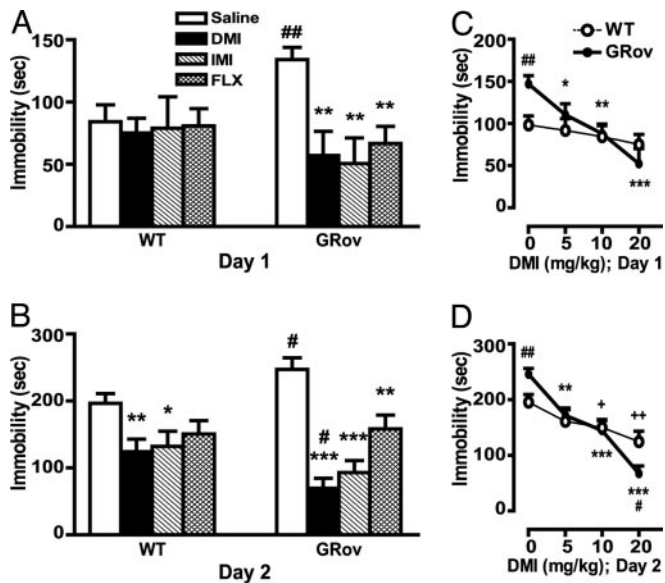 A
Saline
DMI
IMI
FLX
Immobility (sec)
150
100
50
0
##
** ** **
WT GRov
Day 1
B
Immobility (sec)
300
200
100
0
** *
#
#
*** *** **
WT GRov
Day 2
C
WT
GRov
Immobility (sec)
200
150
100
50
0
## * ** ***
0 5 10 20
DMI (mg/kg); Day 1
D
Immobility (sec)
300
200
100
0
## ** + ++
*** ***
#
0 5 10 20
DMI (mg/kg); Day 2